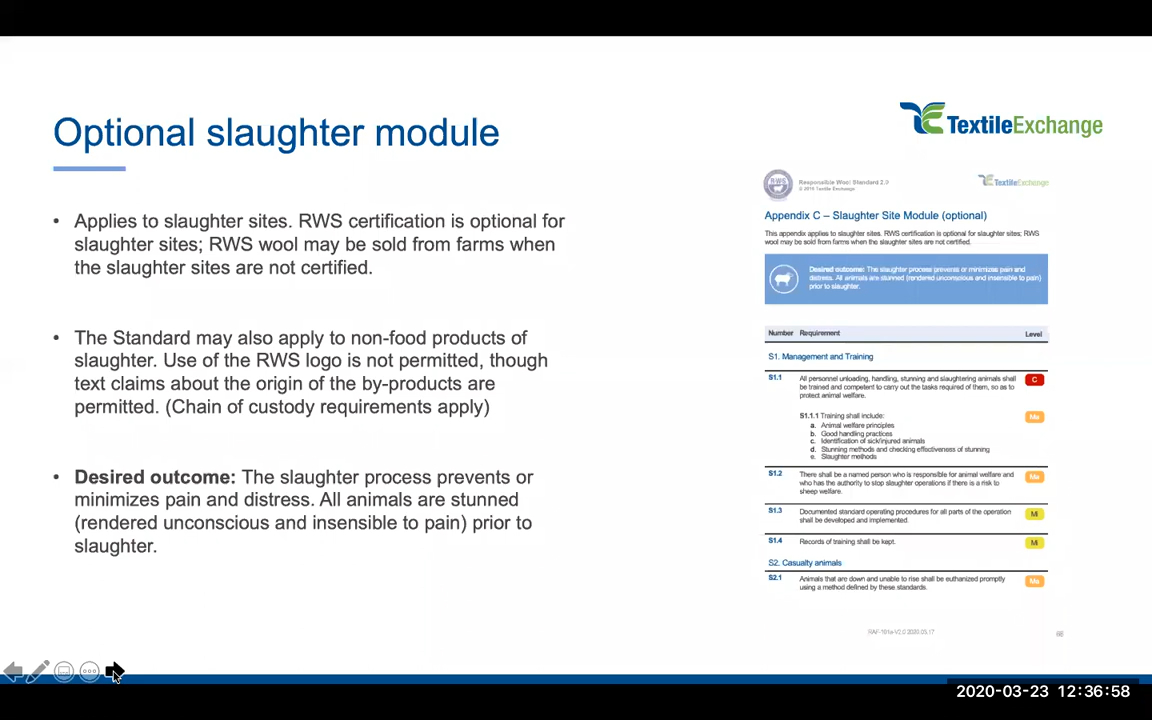 Optional slaughter module
TextileExchange
• Applies to slaughter sites. RWS certification is optional for
slaughter sites; RWS wool may be sold from farms when
the slaughter sites are not certified.
• The Standard may also apply to non-food products of
slaughter. Use of the RWS logo is not permitted, though
text claims about the origin of the by-products are
permitted. (Chain of custody requirements apply)
• Desired outcome: The slaughter process prevents or
minimizes pain and distress. All animals are stunned
(rendered unconscious and insensible to pain) prior to
slaughter.
RWS
Responsible Wool Standard 2.0
TextileExchange
Appendix C – Slaughter Site Module (optional)
This appendix applies to slaughter sites. RWS certification is optional for slaughter sites; RWS
wool may be sold from farms when the slaughter sites are not certified.
Desired outcome: The slaughter process prevents or minimizes pain and
distress. All animals are stunned (rendered unconscious and insensible to pain)
prior to slaughter.
Number Requirement Level
S1. Management and Training
S1.1 All personnel unloading, handling, stunning and slaughtering animals shall C
be trained and competent to carry out the tasks required of them, so as to
protect animal welfare.
S1.1.1 Training shall include: Ma
a. Animal welfare principles
b. Good handling practices
c. Identification of sick/injured animals
d. Stunning methods and checking effectiveness of stunning
e. Slaughter methods
S1.2 There shall be a named person who is responsible for animal welfare and Ma
who has the authority to stop slaughter operations if there is a risk to
sheep welfare.
S1.3 Documented standard operating procedures for all parts of the operation Mi
shall be developed and implemented.
S1.4 Records of training shall be kept. Mi
S2. Casualty animals
S2.1 Animals that are down and unable to rise shall be euthanized promptly Ma
using a method defined by these standards.
2020-03-23 12:36:58